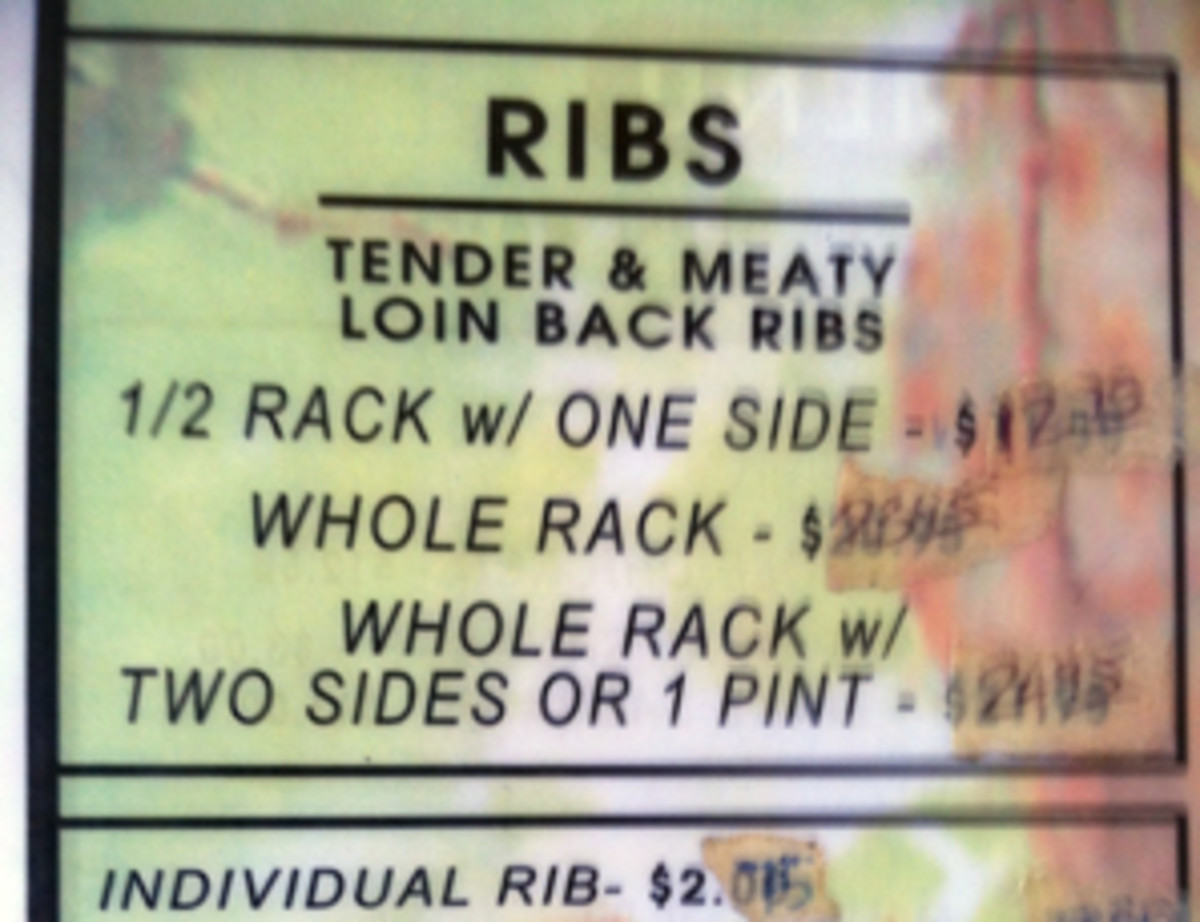 RIBS
TENDER & MEATY
LOIN BACK RIBS
1/2 RACK w/ ONE SIDE -
WHOLE RACK -
WHOLE RACK w/
TWO SIDES OR 1 PINT -
INDIVIDUAL RIB-